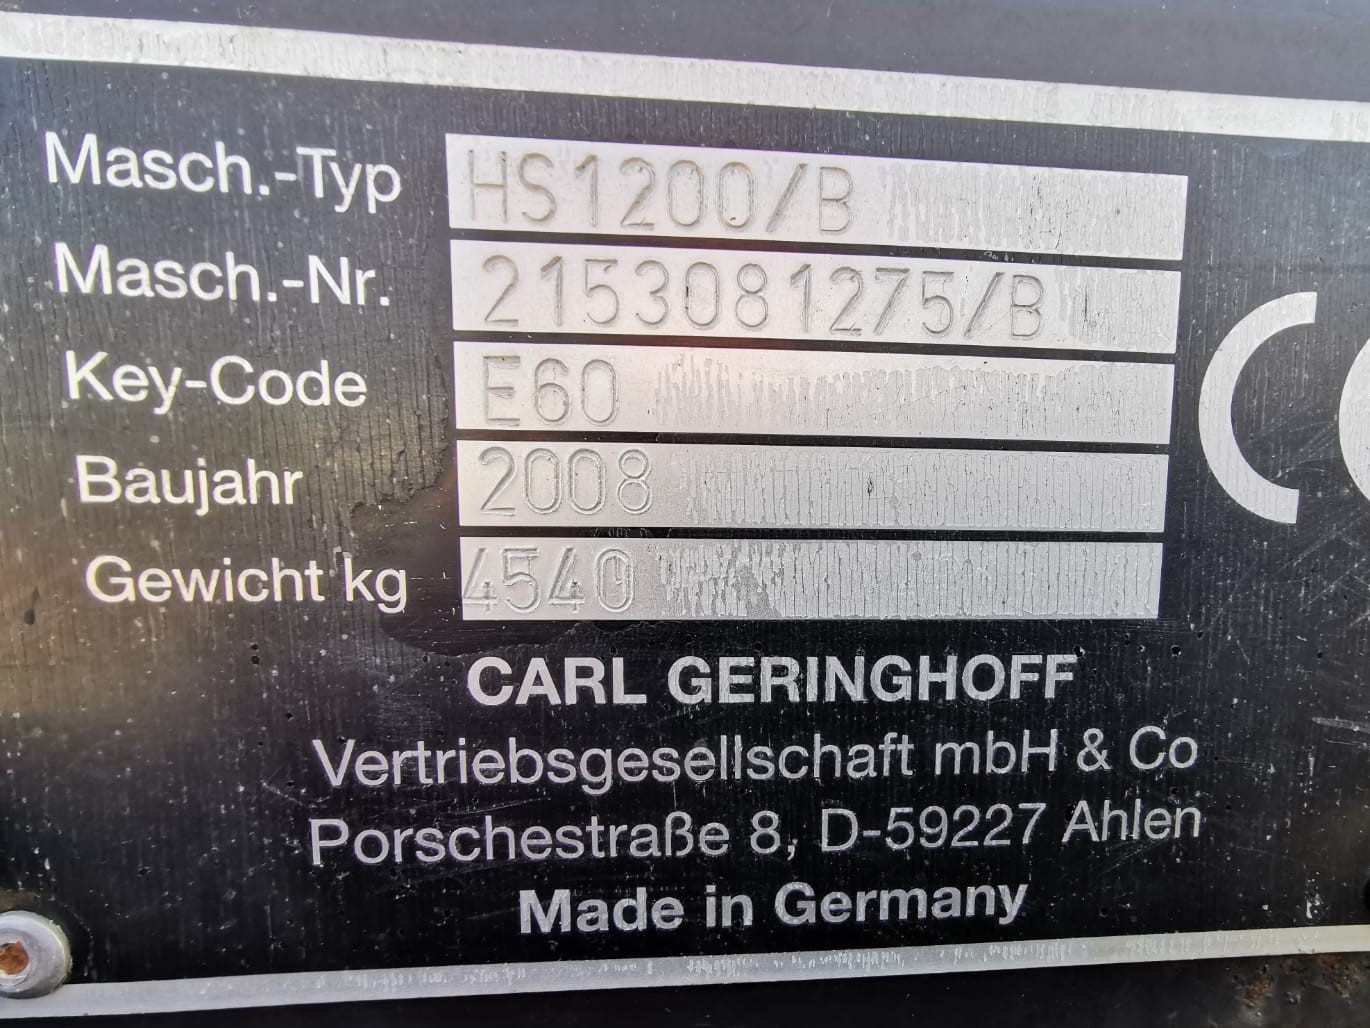 Masch.-Typ HS1200/B
Masch.-Nr. 2153081275/B
Key-Code E60
Baujahr 2008
Gewicht kg 4540
CE
CARL GERINGHOFF
Vertriebsgesellschaft mbH & Co
Porschestraße 8, D-59227 Ahlen
Made in Germany